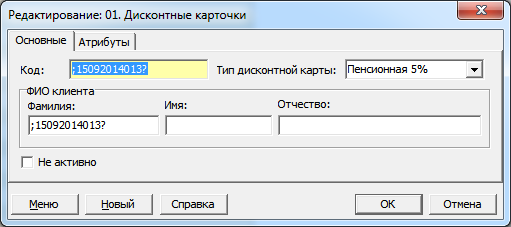 Редактирование: 01. Дисконтные карточки
Основные Атрибуты
Код: ;15092014013? Тип дисконтной карты: Пенсионная 5%
ФИО клиента
Фамилия: Имя: Отчество:
;15092014013?
Не активно
Меню Новый Справка ОК Отмена